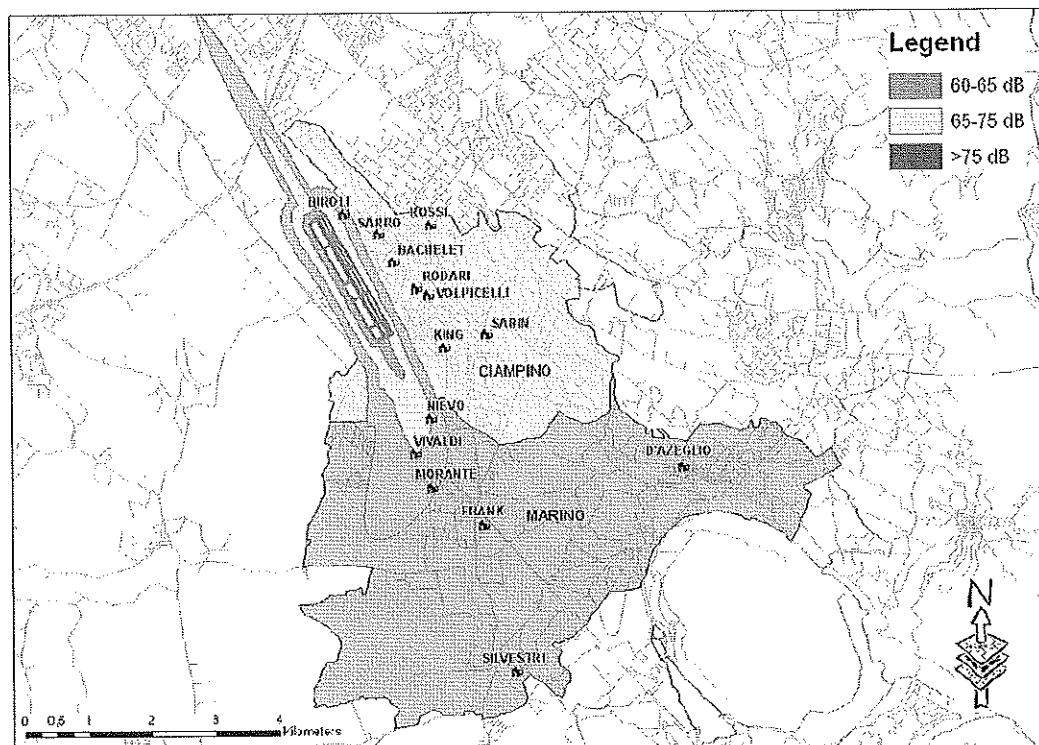 Legend
60-65 dB
65-75 dB
>75 dB
BIROLI
SARRO
ROSSI
BACHELET
RODARI
VOLPICELLI
SABIN
KING
CIAMPINO
NIEVO
VIVALDI
D'AZEGLIO
MORANTE
FRANK
MARINO
SILVESTRI
N
0 0,5 1 2 3 4
Kilometers